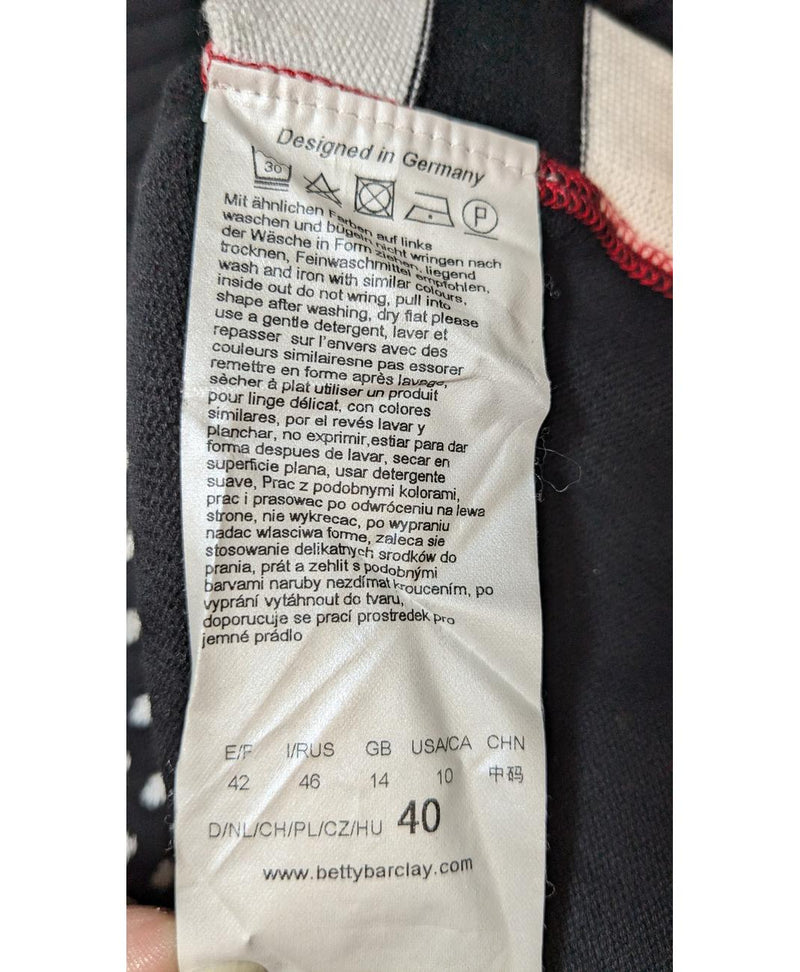 Designed in Germany
30
P
Mit ähnlichen Farben auf links
waschen und bügeln nicht wringen nach
der Wäsche in Form ziehen, liegend
trocknen, Feinwaschmittel empfohlen,
wash and iron with similar colours,
inside out do not wring, pull into
shape after washing, dry flat please
use a gentle detergent, laver et
repasser sur l'envers avec des
couleurs similairesne pas essorer
remettre en forme après lavage,
sècher à plat utiliser un produit
pour linge délicat, con colores
similares, por el revés lavar y
planchar, no exprimir,estiar para dar
forma despues de lavar, secar en
superficie plana, usar detergente
suave, Prac z podobnymi kolorami,
prac i prasowac po odwróceniu na lewa
strone, nie wykrecac, po wypraniu
nadac wlasciwa forme, zaleca sie
stosowanie delikatnych srodków do
prania, prát a zehlit s podobnými
barvami naruby nezdímat kroucením, po
vyprání vytáhnout do tvaru,
doporucuje se prací prostredek pro
jemné prádlo
E/F I/RUS GB USA/CA CHN
42 46 14 10 中码
D/NL/CH/PL/CZ/HU 40
www.bettybarclay.com